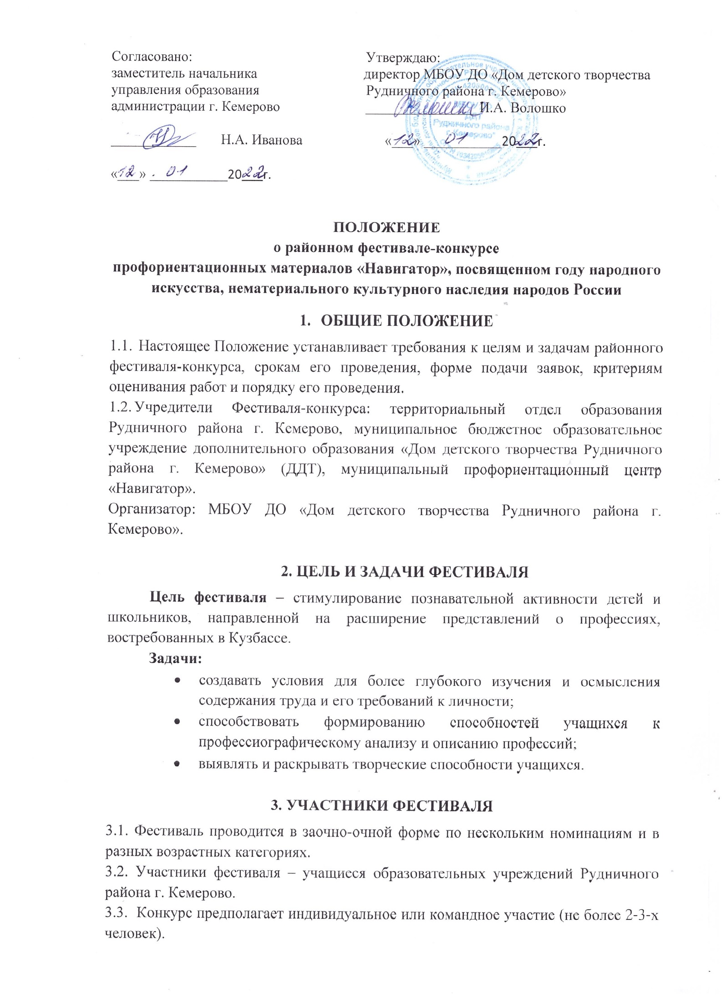 Согласовано:
заместитель начальника
управления образования
администрации г. Кемерово
Н.А. Иванова
«12» 01 2022г.
Утверждаю:
директор МБОУ ДО «Дом детского творчества
Рудничного района г. Кемерово»
И.А. Волошко
«12» 01 2022г.
Рудничного района
г. Кемерово"
ПОЛОЖЕНИЕ
о районном фестивале-конкурсе
профориентационных материалов «Навигатор», посвященном году народного
искусства, нематериального культурного наследия народов России
1. ОБЩИЕ ПОЛОЖЕНИЕ
1.1. Настоящее Положение устанавливает требования к целям и задачам районного
фестиваля-конкурса, срокам его проведения, форме подачи заявок, критериям
оценивания работ и порядку его проведения.
1.2. Учредители Фестиваля-конкурса: территориальный отдел образования
Рудничного района г. Кемерово, муниципальное бюджетное образовательное
учреждение дополнительного образования «Дом детского творчества Рудничного
района г. Кемерово» (ДДТ), муниципальный профориентационный центр
«Навигатор».
Организатор: МБОУ ДО «Дом детского творчества Рудничного района г.
Кемерово».
2. ЦЕЛЬ И ЗАДАЧИ ФЕСТИВАЛЯ
Цель фестиваля – стимулирование познавательной активности детей и
школьников, направленной на расширение представлений о профессиях,
востребованных в Кузбассе.
Задачи:
• создавать условия для более глубокого изучения и осмысления
содержания труда и его требований к личности;
• способствовать формированию способностей учащихся к
профессиографическому анализу и описанию профессий;
• выявлять и раскрывать творческие способности учащихся.
3. УЧАСТНИКИ ФЕСТИВАЛЯ
3.1. Фестиваль проводится в заочно-очной форме по нескольким номинациям и в
разных возрастных категориях.
3.2. Участники фестиваля – учащиеся образовательных учреждений Рудничного
района г. Кемерово.
3.3. Конкурс предполагает индивидуальное или командное участие (не более 2-3-х
человек).